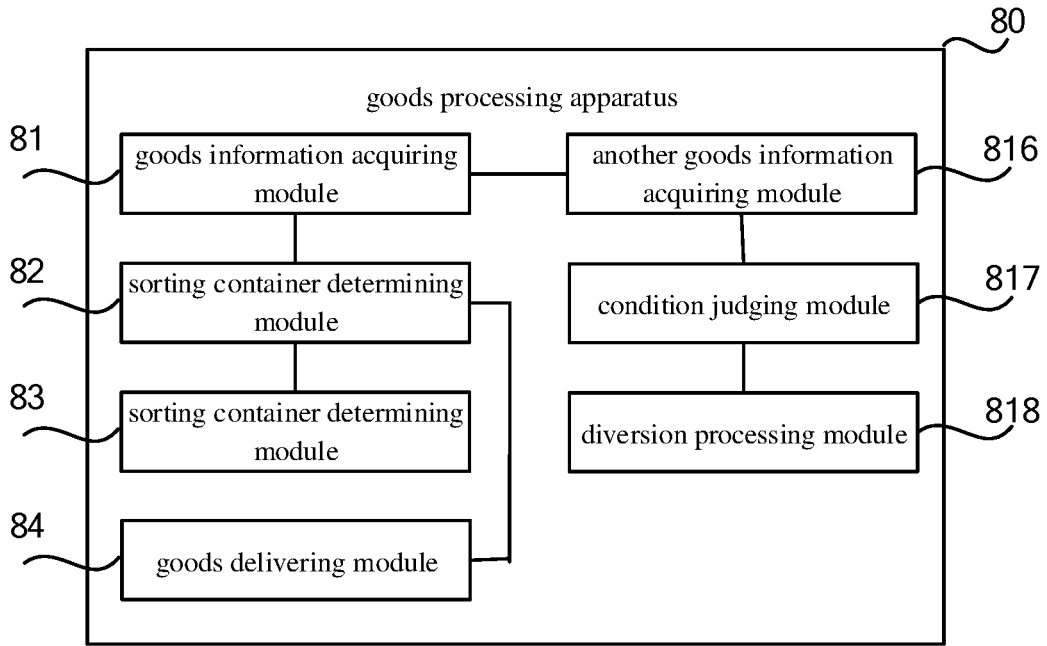 80
goods processing apparatus
81
goods information acquiring
module
another goods information
acquiring module
816
82
sorting container determining
module
condition judging module
817
83
sorting container determining
module
diversion processing module
818
84
goods delivering module